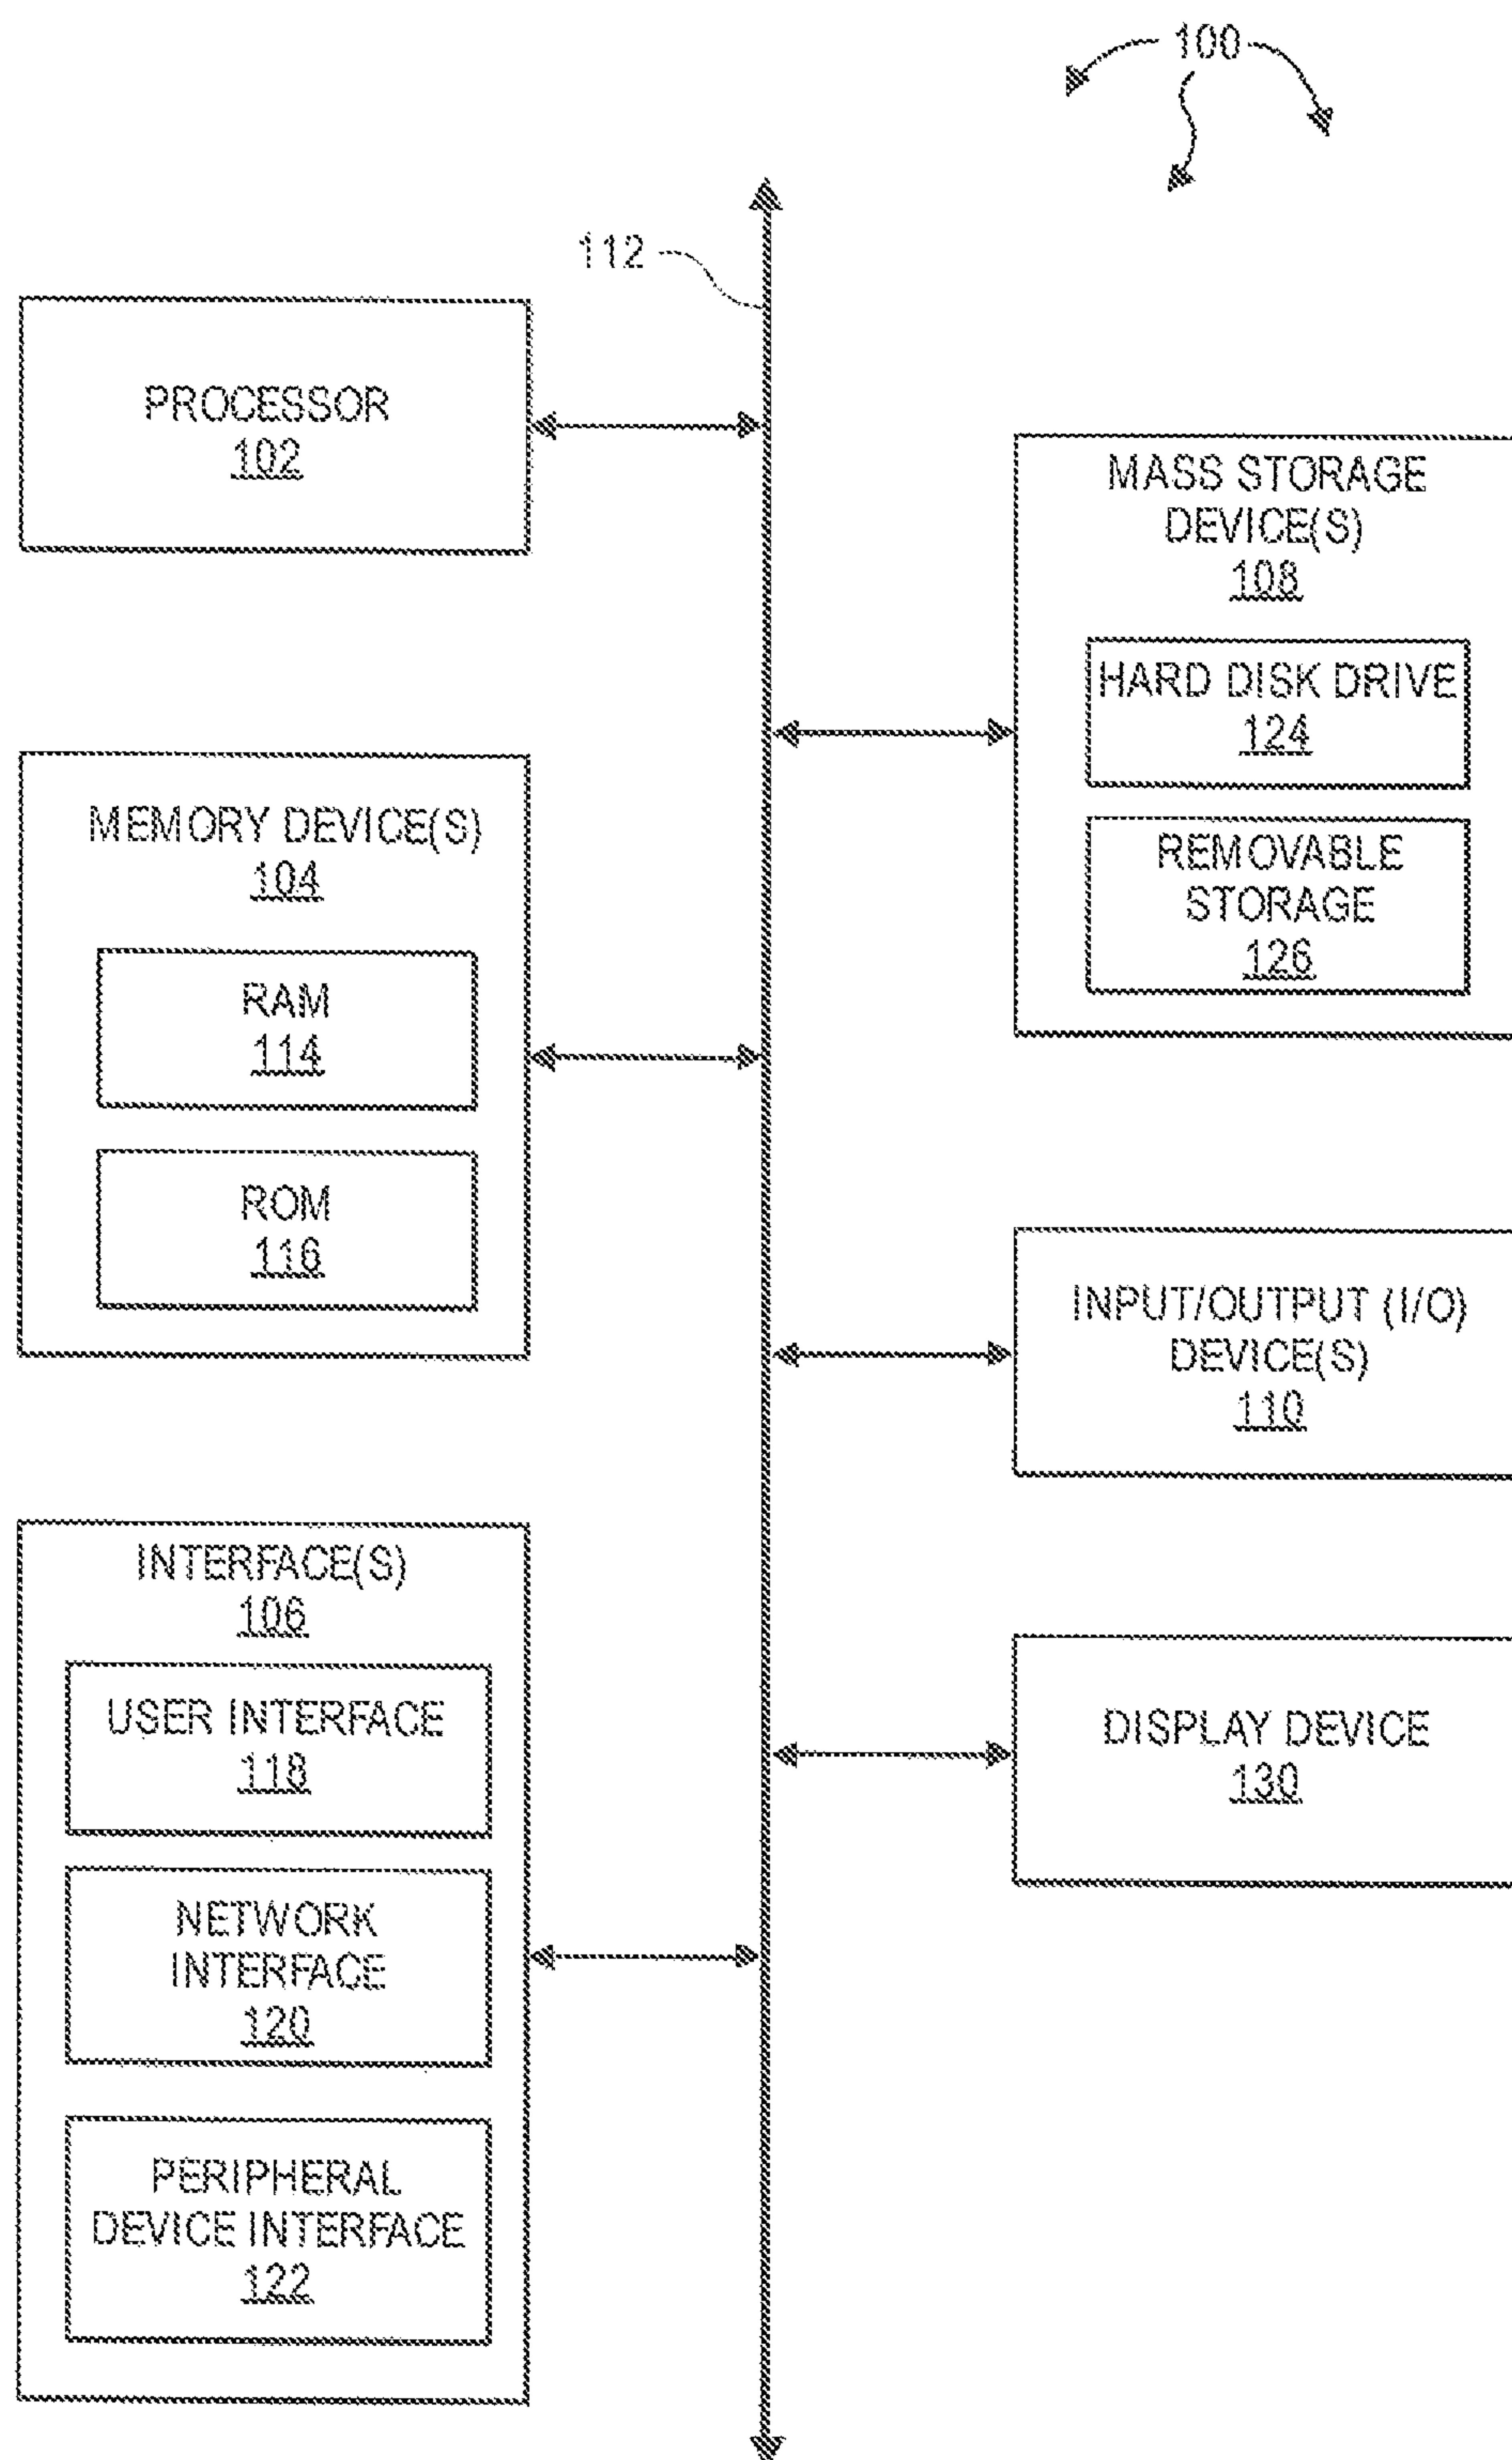 100
112
PROCESSOR
102
MASS STORAGE
DEVICE(S)
108
HARD DISK DRIVE
124
REMOVABLE
STORAGE
126
MEMORY DEVICE(S)
104
RAM
114
ROM
116
INPUT/OUTPUT (I/O)
DEVICE(S)
110
INTERFACE(S)
106
USER INTERFACE
118
NETWORK
INTERFACE
120
PERIPHERAL
DEVICE INTERFACE
122
DISPLAY DEVICE
130